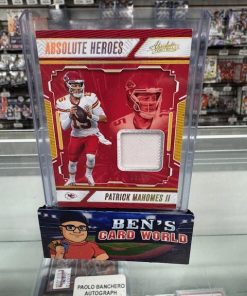 ABSOLUTE HEROES
Absolute
PATRICK MAHOMES II
BEN'S
CARD WORLD
PAOLO BANCHERO
AUTOGRAPH